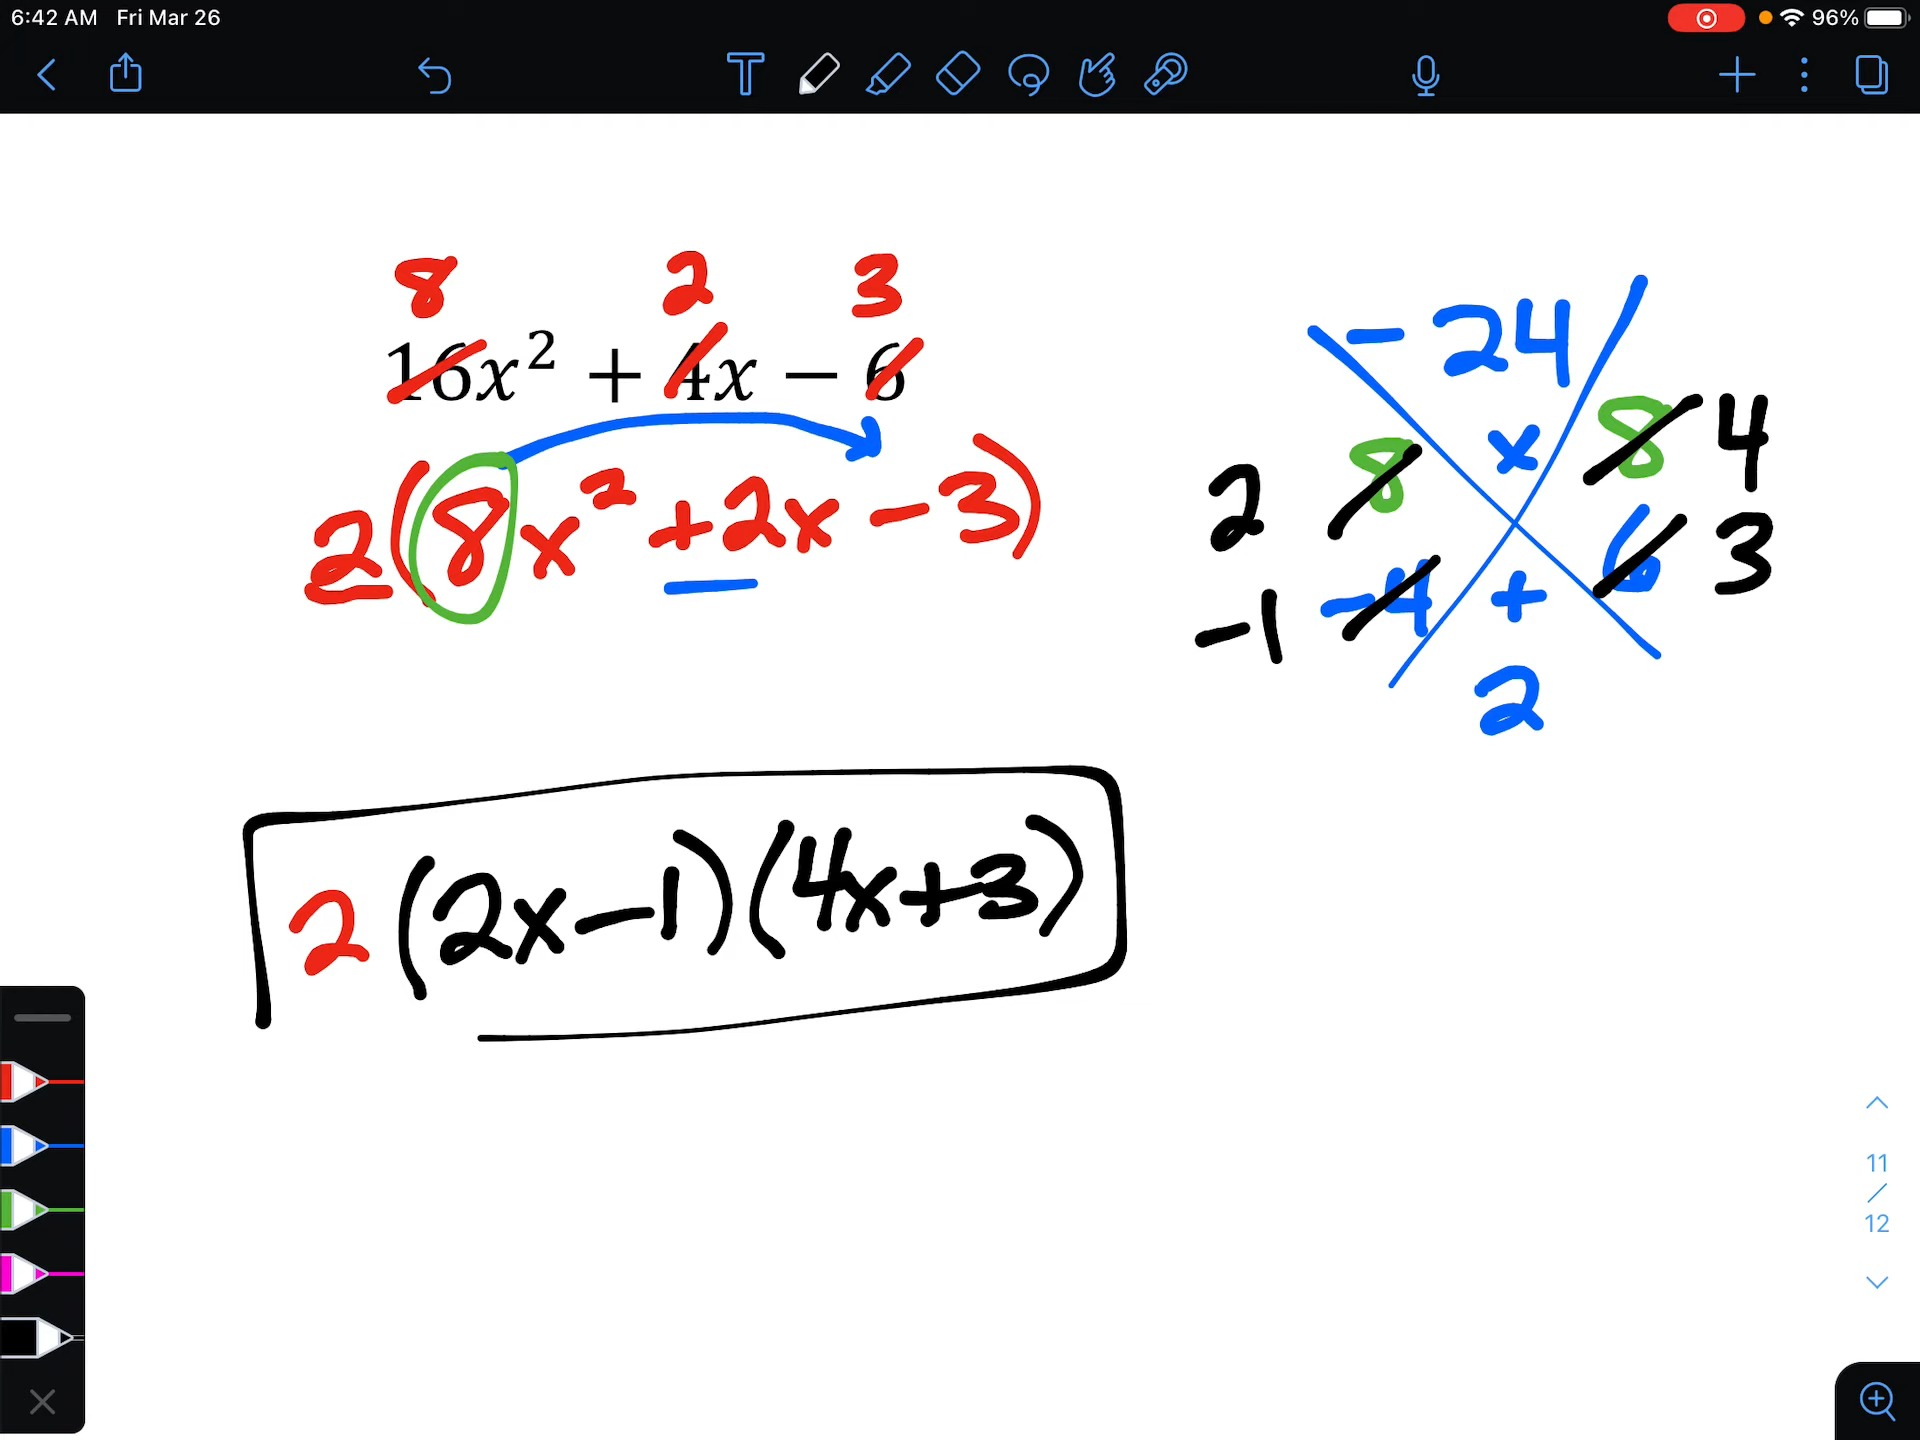 6:42 AM Fri Mar 26
96%
T
8 2 3
16x² + 4x − 6
2(8x² +2x −3)
−24
×
8 8 4
2
−4 + 6 3
−1
2
2(2x−1)(4x+3)
11
/
12